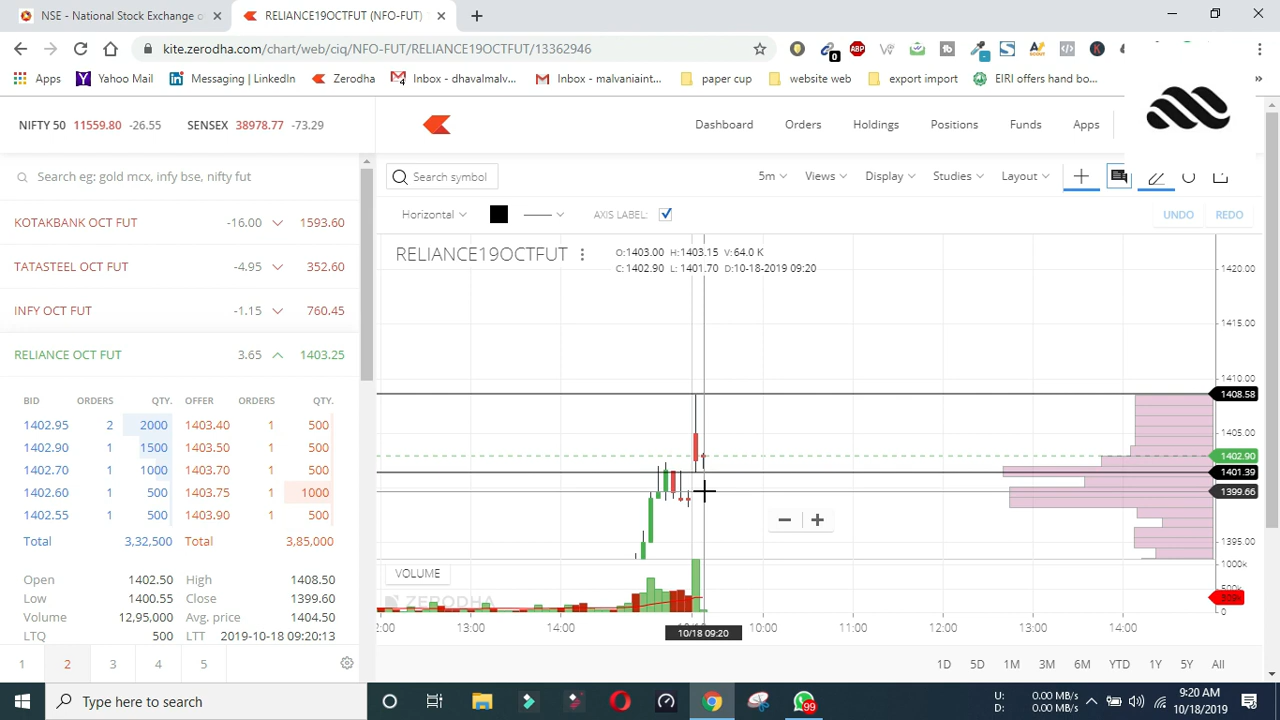 NSE - National Stock Exchange o
RELIANCE19OCTFUT (NFO-FUT)
kite.zerodha.com/chart/web/ciq/NFO-FUT/RELIANCE19OCTFUT/13362946
ABP
0
Apps Yahoo Mail Messaging | LinkedIn Zerodha Inbox - dhavalmalv... Inbox - malvaniaint... paper cup website web export import EIRI offers hand bo...
NIFTY 50 11559.80 -26.55 SENSEX 38978.77 -73.29
Dashboard Orders Holdings Positions Funds Apps
Search eg: gold mcx, infy bse, nifty fut
Search symbol 5m Views Display Studies Layout
KOTAKBANK OCT FUT -16.00 1593.60
Horizontal AXIS LABEL: UNDO REDO
TATASTEEL OCT FUT -4.95 352.60
INFY OCT FUT -1.15 760.45
RELIANCE OCT FUT 3.65 1403.25
BID ORDERS QTY. OFFER ORDERS QTY.
1402.95 2 2000 1403.40 1 500
1402.90 1 1500 1403.50 1 500
1402.70 1 1000 1403.70 1 500
1402.60 1 500 1403.75 1 1000
1402.55 1 500 1403.90 1 500
Total 3,32,500 Total 3,85,000
Open 1402.50 High 1408.50
Low 1400.55 Close 1399.60
Volume 12,95,000 Avg. price 1404.50
LTQ 500 LTT 2019-10-18 09:20:13
1 2 3 4 5
RELIANCE19OCTFUT
O:1403.00 H:1403.15 V:64.0 K
C:1402.90 L: 1401.70 D:10-18-2019 09:20
1420.00
1415.00
1410.00
1408.58
1405.00
1402.90
1401.39
1399.66
1395.00
1000k
0
VOLUME
ZERODHA
13:00 14:00 10:00 11:00 12:00 13:00 14:00
10/18 09:20
1D 5D 1M 3M 6M YTD 1Y 5Y All
Type here to search
99
U: 0.00 MB/s
D: 0.00 MB/s
9:20 AM
10/18/2019